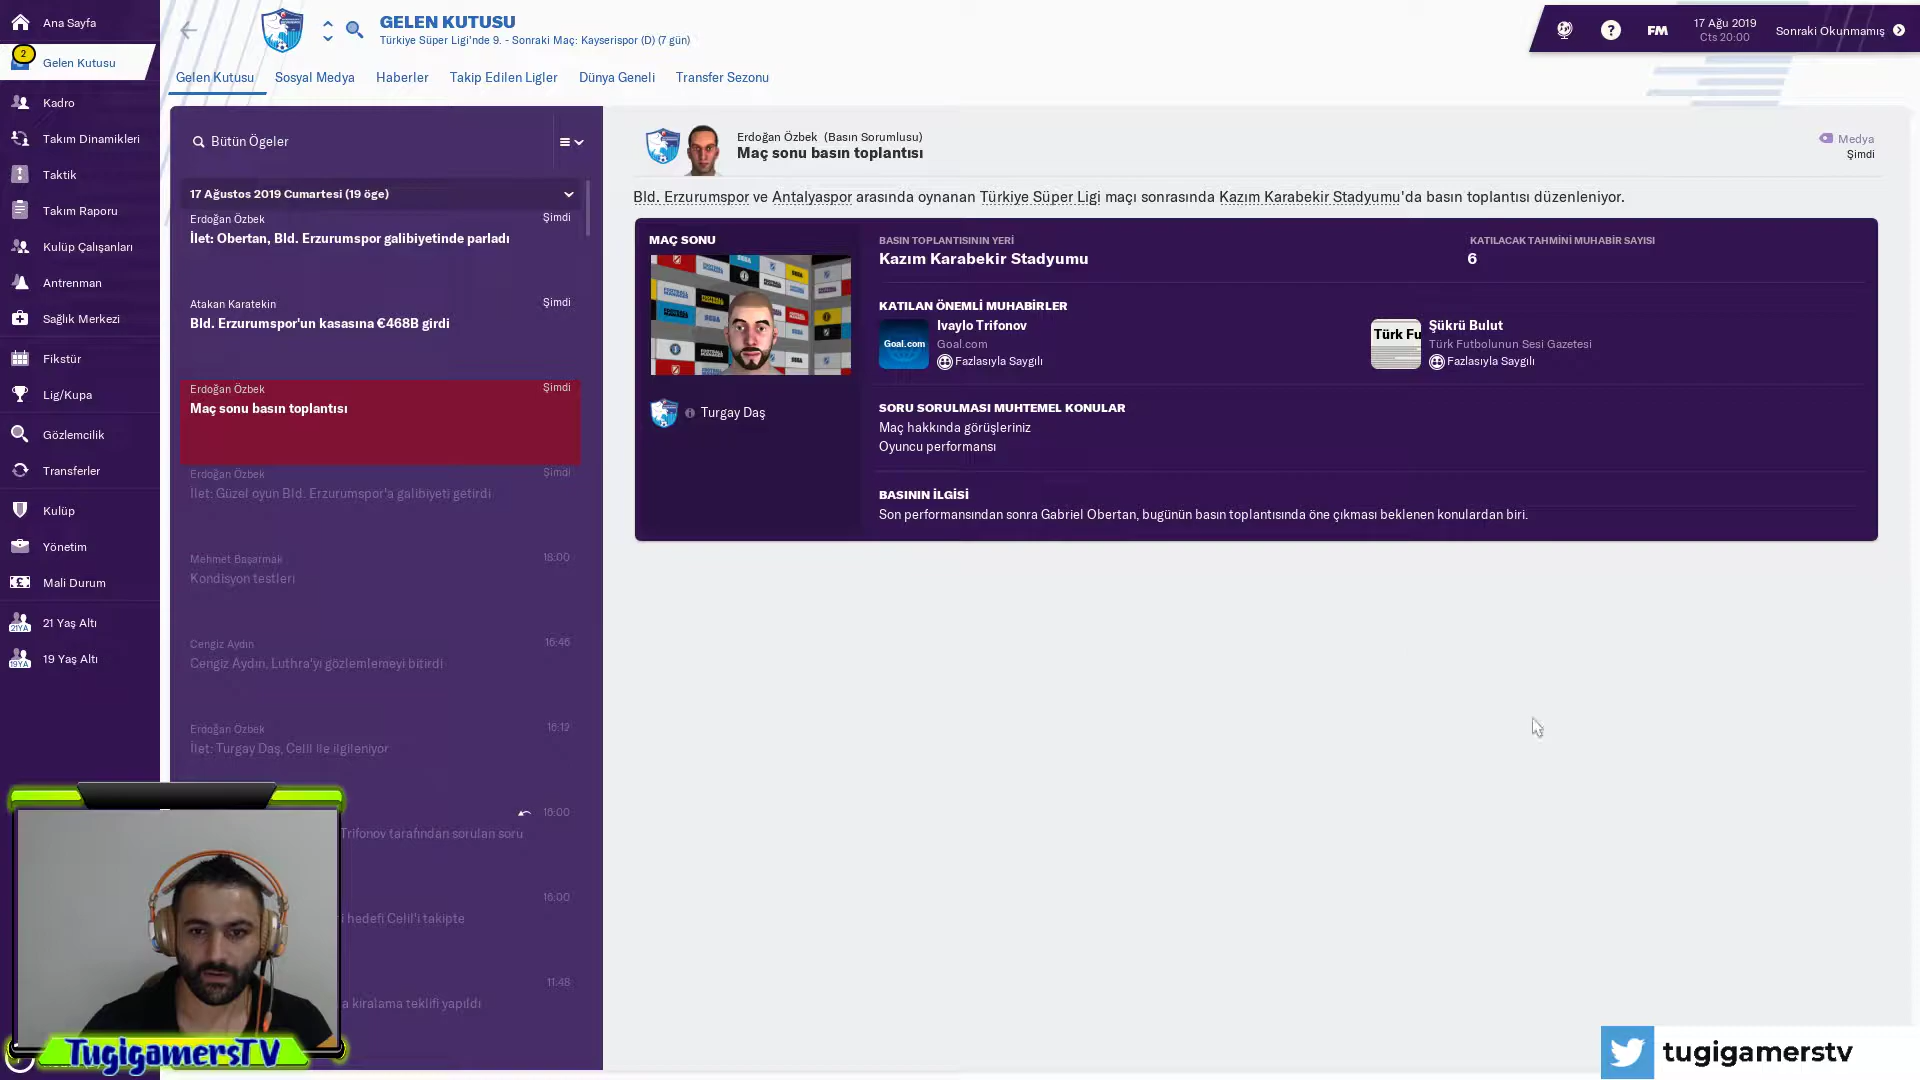 Ana Sayfa
2
Gelen Kutusu
Kadro
Takım Dinamikleri
Taktik
Takım Raporu
Kulüp Çalışanları
Antrenman
Sağlık Merkezi
Fikstür
Lig/Kupa
Gözlemcilik
Transferler
Kulüp
Yönetim
Mali Durum
21YA
21 Yaş Altı
19YA
19 Yaş Altı
GELEN KUTUSU
Türkiye Süper Ligi'nde 9. - Sonraki Maç: Kayserispor (D) (7 gün)
FM
17 Ağu 2019
Cts 20:00
Sonraki Okunmamış
Gelen Kutusu
Sosyal Medya
Haberler
Takip Edilen Ligler
Dünya Geneli
Transfer Sezonu
Bütün Ögeler
17 Ağustos 2019 Cumartesi (19 öge)
Erdoğan Özbek Şimdi
İlet: Obertan, Bld. Erzurumspor galibiyetinde parladı
Atakan Karatekin Şimdi
Bld. Erzurumspor'un kasasına €468B girdi
Erdoğan Özbek Şimdi
Maç sonu basın toplantısı
Erdoğan Özbek Şimdi
İlet: Güzel oyun Bld. Erzurumspor'a galibiyeti getirdi
Mehmet Başarmak 18:00
Kondisyon testleri
Cengiz Aydın 16:46
Cengiz Aydın, Luthra'yı gözlemlemeyi bitirdi
Erdoğan Özbek 16:12
İlet: Turgay Daş, Celil ile ilgileniyor
16:00
Trifonov tarafından sorulan soru
16:00
i hedefi Celil'i takipte
11:48
a kiralama teklifi yapıldı
Erdoğan Özbek (Basın Sorumlusu)
Maç sonu basın toplantısı
Medya
Şimdi
Bld. Erzurumspor ve Antalyaspor arasında oynanan Türkiye Süper Ligi maçı sonrasında Kazım Karabekir Stadyumu'da basın toplantısı düzenleniyor.
MAÇ SONU
Turgay Daş
BASIN TOPLANTISININ YERİ
Kazım Karabekir Stadyumu
KATILACAK TAHMİNİ MUHABİR SAYISI
6
KATILAN ÖNEMLİ MUHABİRLER
Goal.com
Ivaylo Trifonov
Goal.com
Fazlasıyla Saygılı
Türk Fu
Şükrü Bulut
Türk Futbolunun Sesi Gazetesi
Fazlasıyla Saygılı
SORU SORULMASI MUHTEMEL KONULAR
Maç hakkında görüşleriniz
Oyuncu performansı
BASININ İLGİSİ
Son performansından sonra Gabriel Obertan, bugünün basın toplantısında öne çıkması beklenen konulardan biri.
TugigamersTV
tugigamerstv